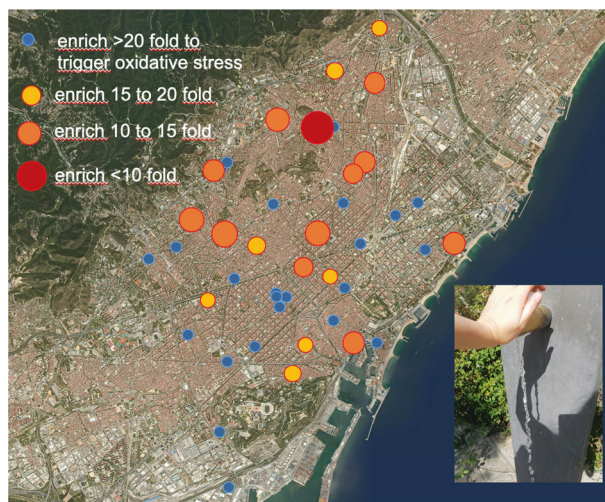 enrich >20 fold to
trigger oxidative stress
enrich 15 to 20 fold
enrich 10 to 15 fold
enrich <10 fold